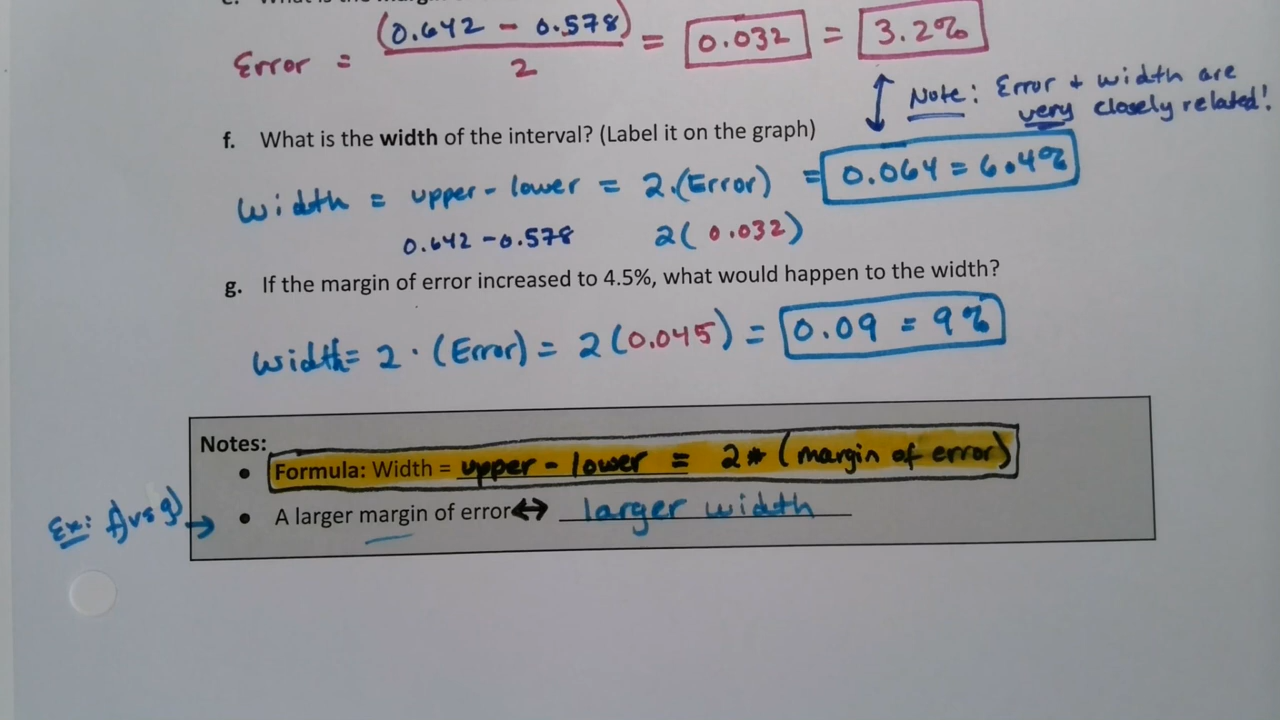 Error = (0.642 - 0.578) / 2 = 0.032 = 3.2%
Note: Error + width are
very closely related!
f. What is the width of the interval? (Label it on the graph)
Width = upper - lower = 2·(Error) = 0.064 = 6.4%
0.642 - 0.578 2( 0.032)
g. If the margin of error increased to 4.5%, what would happen to the width?
Width = 2 · (Error) = 2 (0.045) = 0.09 = 9%
Notes:
• Formula: Width = upper - lower = 2* (margin of error)
Ex: f) vs g) → • A larger margin of error ↔ larger width